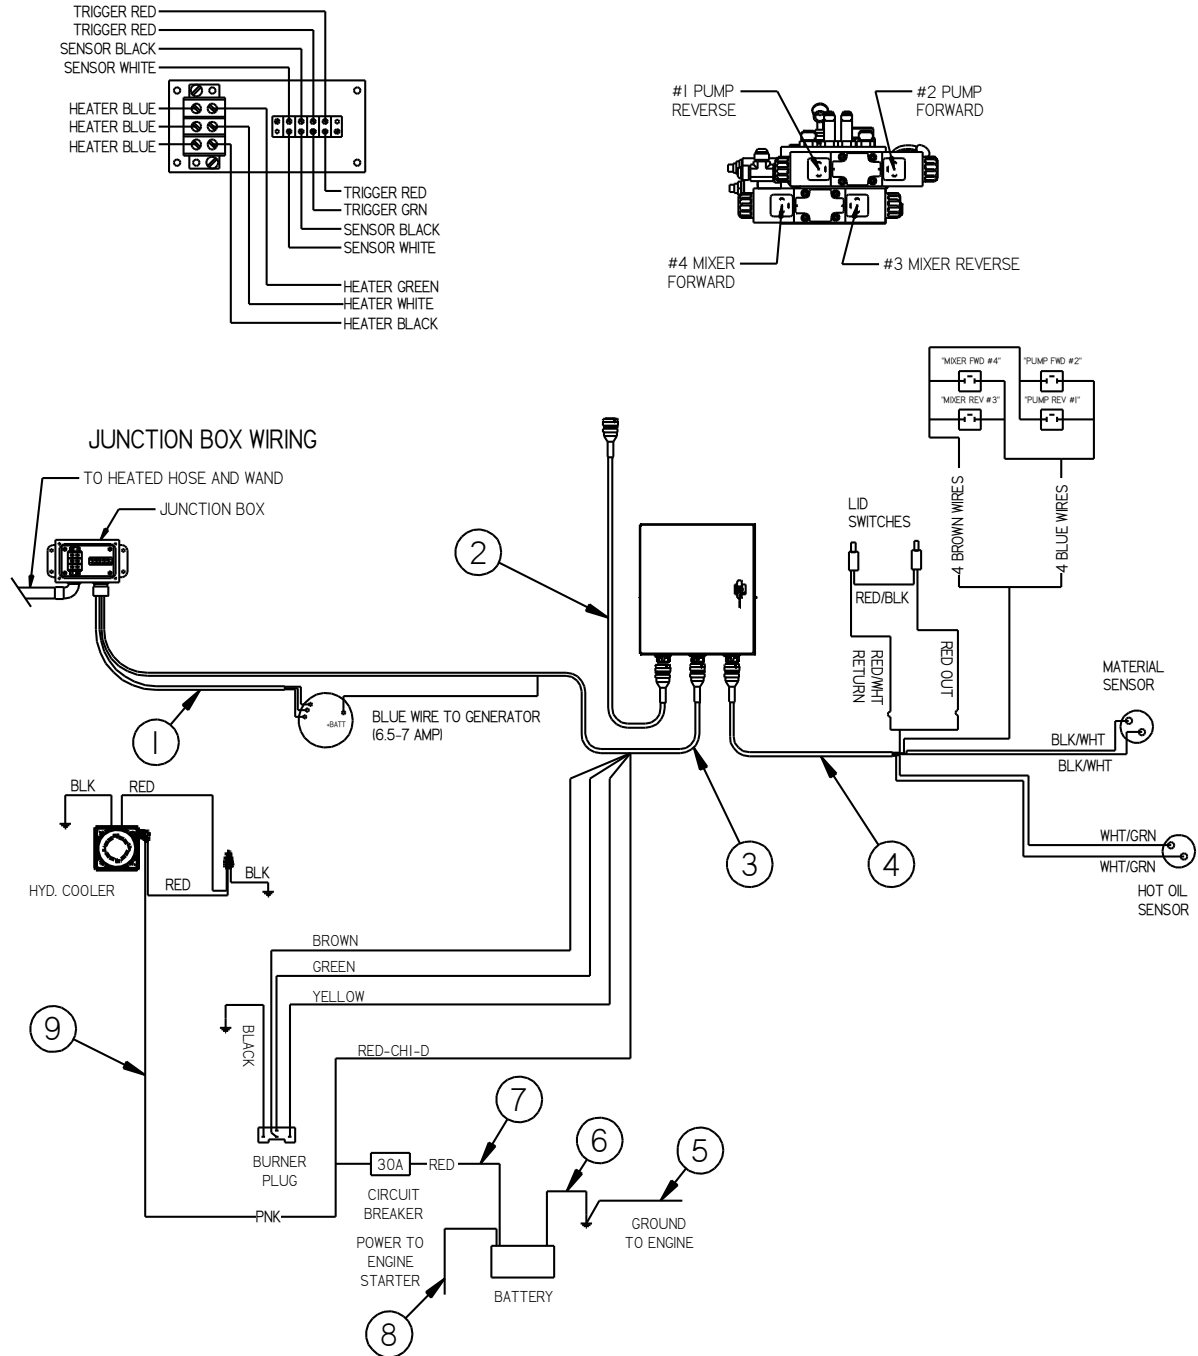 TRIGGER RED
TRIGGER RED
SENSOR BLACK
SENSOR WHITE
HEATER BLUE
HEATER BLUE
HEATER BLUE
TRIGGER RED
TRIGGER GRN
SENSOR BLACK
SENSOR WHITE
HEATER GREEN
HEATER WHITE
HEATER BLACK
#1 PUMP
REVERSE
#2 PUMP
FORWARD
#4 MIXER
FORWARD
#3 MIXER REVERSE
"MIXER FWD #4"
"PUMP FWD #2"
"MIXER REV #3"
"PUMP REV #1"
4 BROWN WIRES
4 BLUE WIRES
JUNCTION BOX WIRING
TO HEATED HOSE AND WAND
JUNCTION BOX
2
LID
SWITCHES
RED/BLK
RED/WHT
RETURN
RED OUT
MATERIAL
SENSOR
BLK/WHT
BLK/WHT
1
+BATT
BLUE WIRE TO GENERATOR
(6.5-7 AMP)
3
4
WHT/GRN
WHT/GRN
HOT OIL
SENSOR
BLK
RED
HYD. COOLER
RED
BLK
BROWN
GREEN
YELLOW
BLACK
RED-CH1-D
9
BURNER
PLUG
PNK
30A
RED
CIRCUIT
BREAKER
7
6
5
GROUND
TO ENGINE
POWER TO
ENGINE
STARTER
BATTERY
8